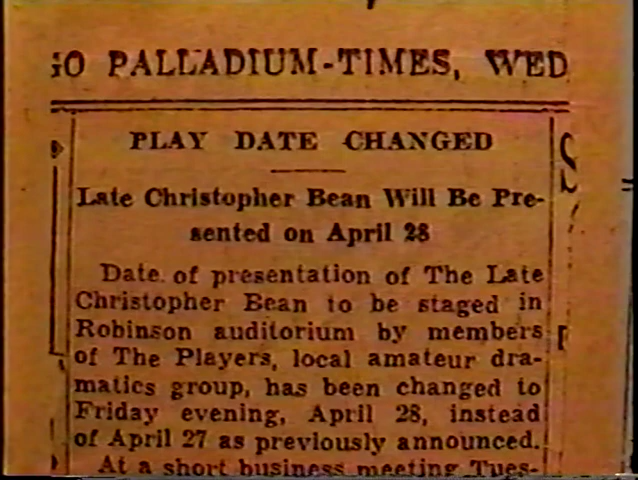 GO PALLADIUM-TIMES, WED
PLAY DATE CHANGED
Late Christopher Bean Will Be Pre-
sented on April 28
Date of presentation of The Late
Christopher Bean to be staged in
Robinson auditorium by members
of The Players, local amateur dra-
matics group, has been changed to
Friday evening, April 28, instead
of April 27 as previously announced.
At a short business meeting Tues-